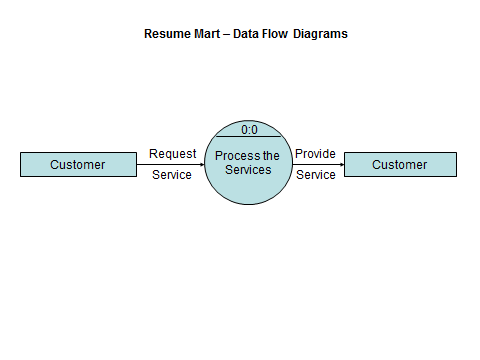 Resume Mart – Data Flow Diagrams
0:0
Customer
Request
Service
Process the
Services
Provide
Service
Customer